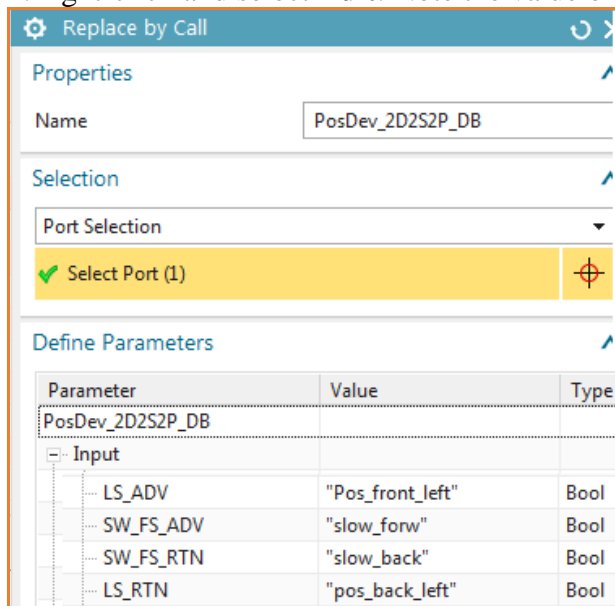 Replace by Call
Properties
Name PosDev_2D2S2P_DB
Selection
Port Selection
Select Port (1)
Define Parameters
Parameter Value Type
PosDev_2D2S2P_DB
Input
LS_ADV "Pos_front_left" Bool
SW_FS_ADV "slow_forw" Bool
SW_FS_RTN "slow_back" Bool
LS_RTN "pos_back_left" Bool